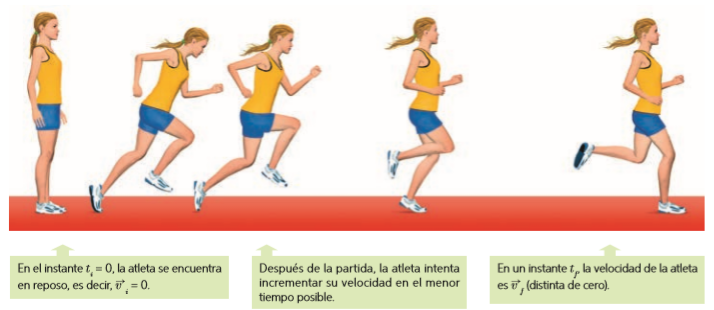 En el instante tᵢ = 0, la atleta se encuentra
en reposo, es decir, v⃗ᵢ = 0.
Después de la partida, la atleta intenta
incrementar su velocidad en el menor
tiempo posible.
En un instante t_f, la velocidad de la atleta
es v⃗_f (distinta de cero).